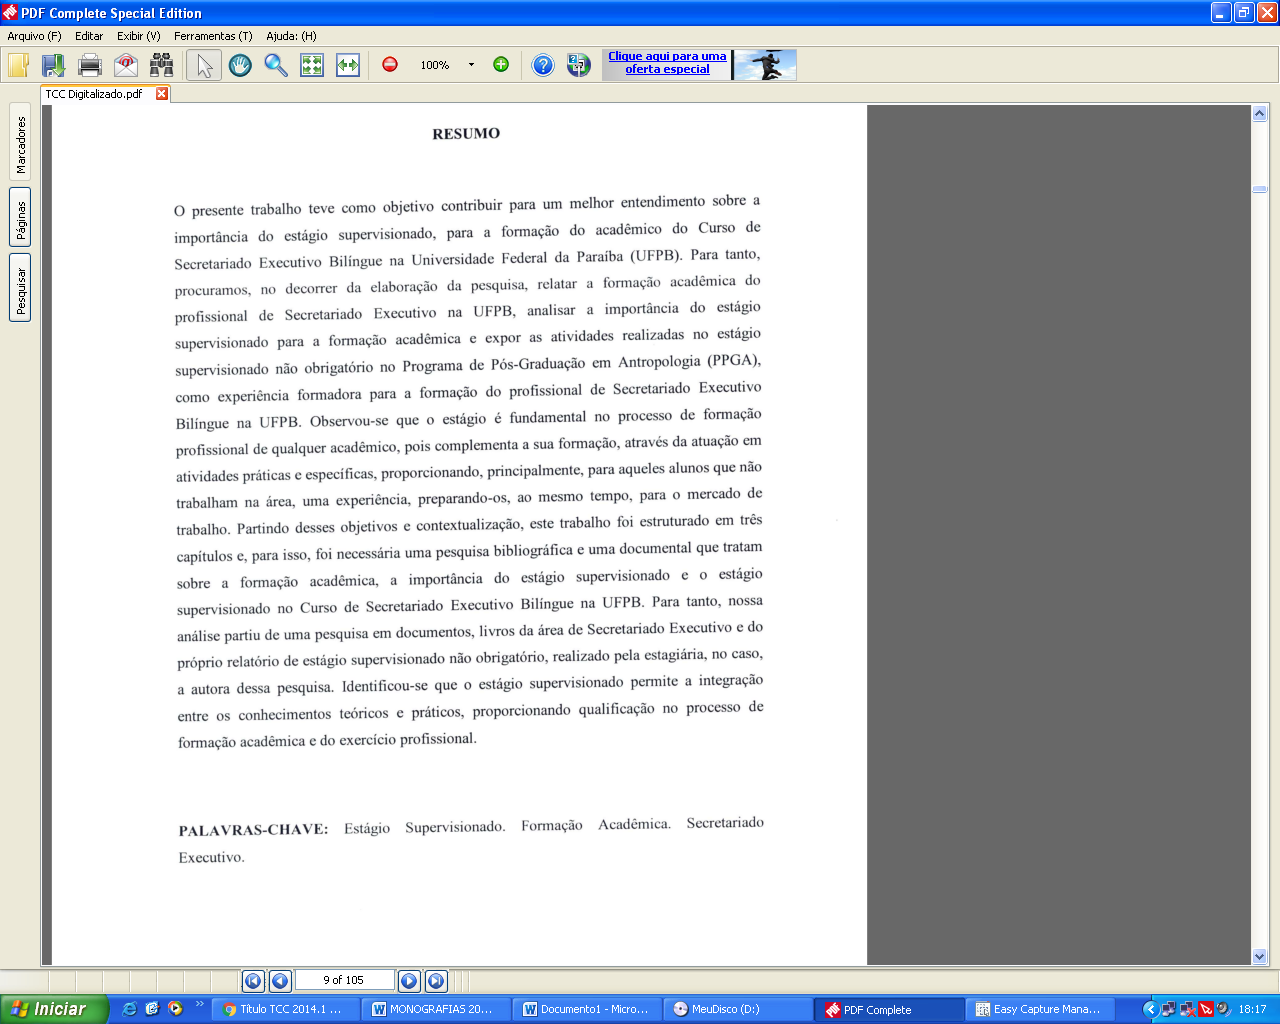 PDF Complete Special Edition
Arquivo (F) Editar Exibir (V) Ferramentas (T) Ajuda: (H)
100%
Clique aqui para uma
oferta especial
TCC Digitalizado.pdf
Marcadores
Páginas
Pesquisar
RESUMO
O presente trabalho teve como objetivo contribuir para um melhor entendimento sobre a
importância do estágio supervisionado, para a formação do acadêmico do Curso de
Secretariado Executivo Bilíngue na Universidade Federal da Paraíba (UFPB). Para tanto,
procuramos, no decorrer da elaboração da pesquisa, relatar a formação acadêmica do
profissional de Secretariado Executivo na UFPB, analisar a importância do estágio
supervisionado para a formação acadêmica e expor as atividades realizadas no estágio
supervisionado não obrigatório no Programa de Pós-Graduação em Antropologia (PPGA),
como experiência formadora para a formação do profissional de Secretariado Executivo
Bilíngue na UFPB. Observou-se que o estágio é fundamental no processo de formação
profissional de qualquer acadêmico, pois complementa a sua formação, através da atuação em
atividades práticas e específicas, proporcionando, principalmente, para aqueles alunos que não
trabalham na área, uma experiência, preparando-os, ao mesmo tempo, para o mercado de
trabalho. Partindo desses objetivos e contextualização, este trabalho foi estruturado em três
capítulos e, para isso, foi necessária uma pesquisa bibliográfica e uma documental que tratam
sobre a formação acadêmica, a importância do estágio supervisionado e o estágio
supervisionado no Curso de Secretariado Executivo Bilíngue na UFPB. Para tanto, nossa
análise partiu de uma pesquisa em documentos, livros da área de Secretariado Executivo e do
próprio relatório de estágio supervisionado não obrigatório, realizado pela estagiária, no caso,
a autora dessa pesquisa. Identificou-se que o estágio supervisionado permite a integração
entre os conhecimentos teóricos e práticos, proporcionando qualificação no processo de
formação acadêmica e do exercício profissional.
PALAVRAS-CHAVE: Estágio Supervisionado. Formação Acadêmica. Secretariado
Executivo.
9 of 105
Iniciar Título TCC 2014.1 ... MONOGRAFIAS 20... Documento1 - Micro... MeuDisco (D:) PDF Complete Easy Capture Mana... 18:17